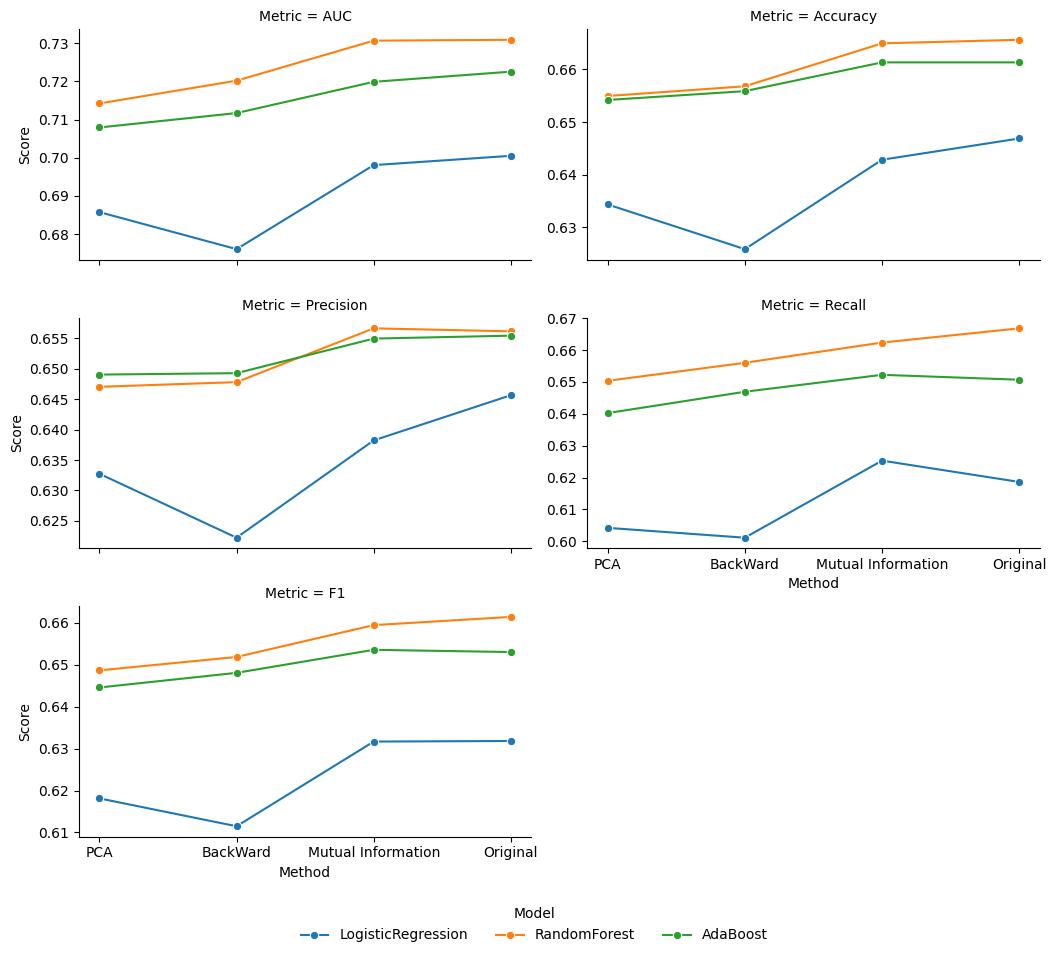 Metric = AUC
0.73
0.72
0.71
0.70
0.69
0.68
Score
Metric = Accuracy
0.66
0.65
0.64
0.63
Metric = Precision
0.655
0.650
0.645
0.640
0.635
0.630
0.625
Score
Metric = Recall
0.67
0.66
0.65
0.64
0.63
0.62
0.61
0.60
PCA BackWard Mutual Information Original
Method
Metric = F1
0.66
0.65
0.64
0.63
0.62
0.61
Score
PCA BackWard Mutual Information Original
Method
Model
LogisticRegression RandomForest AdaBoost